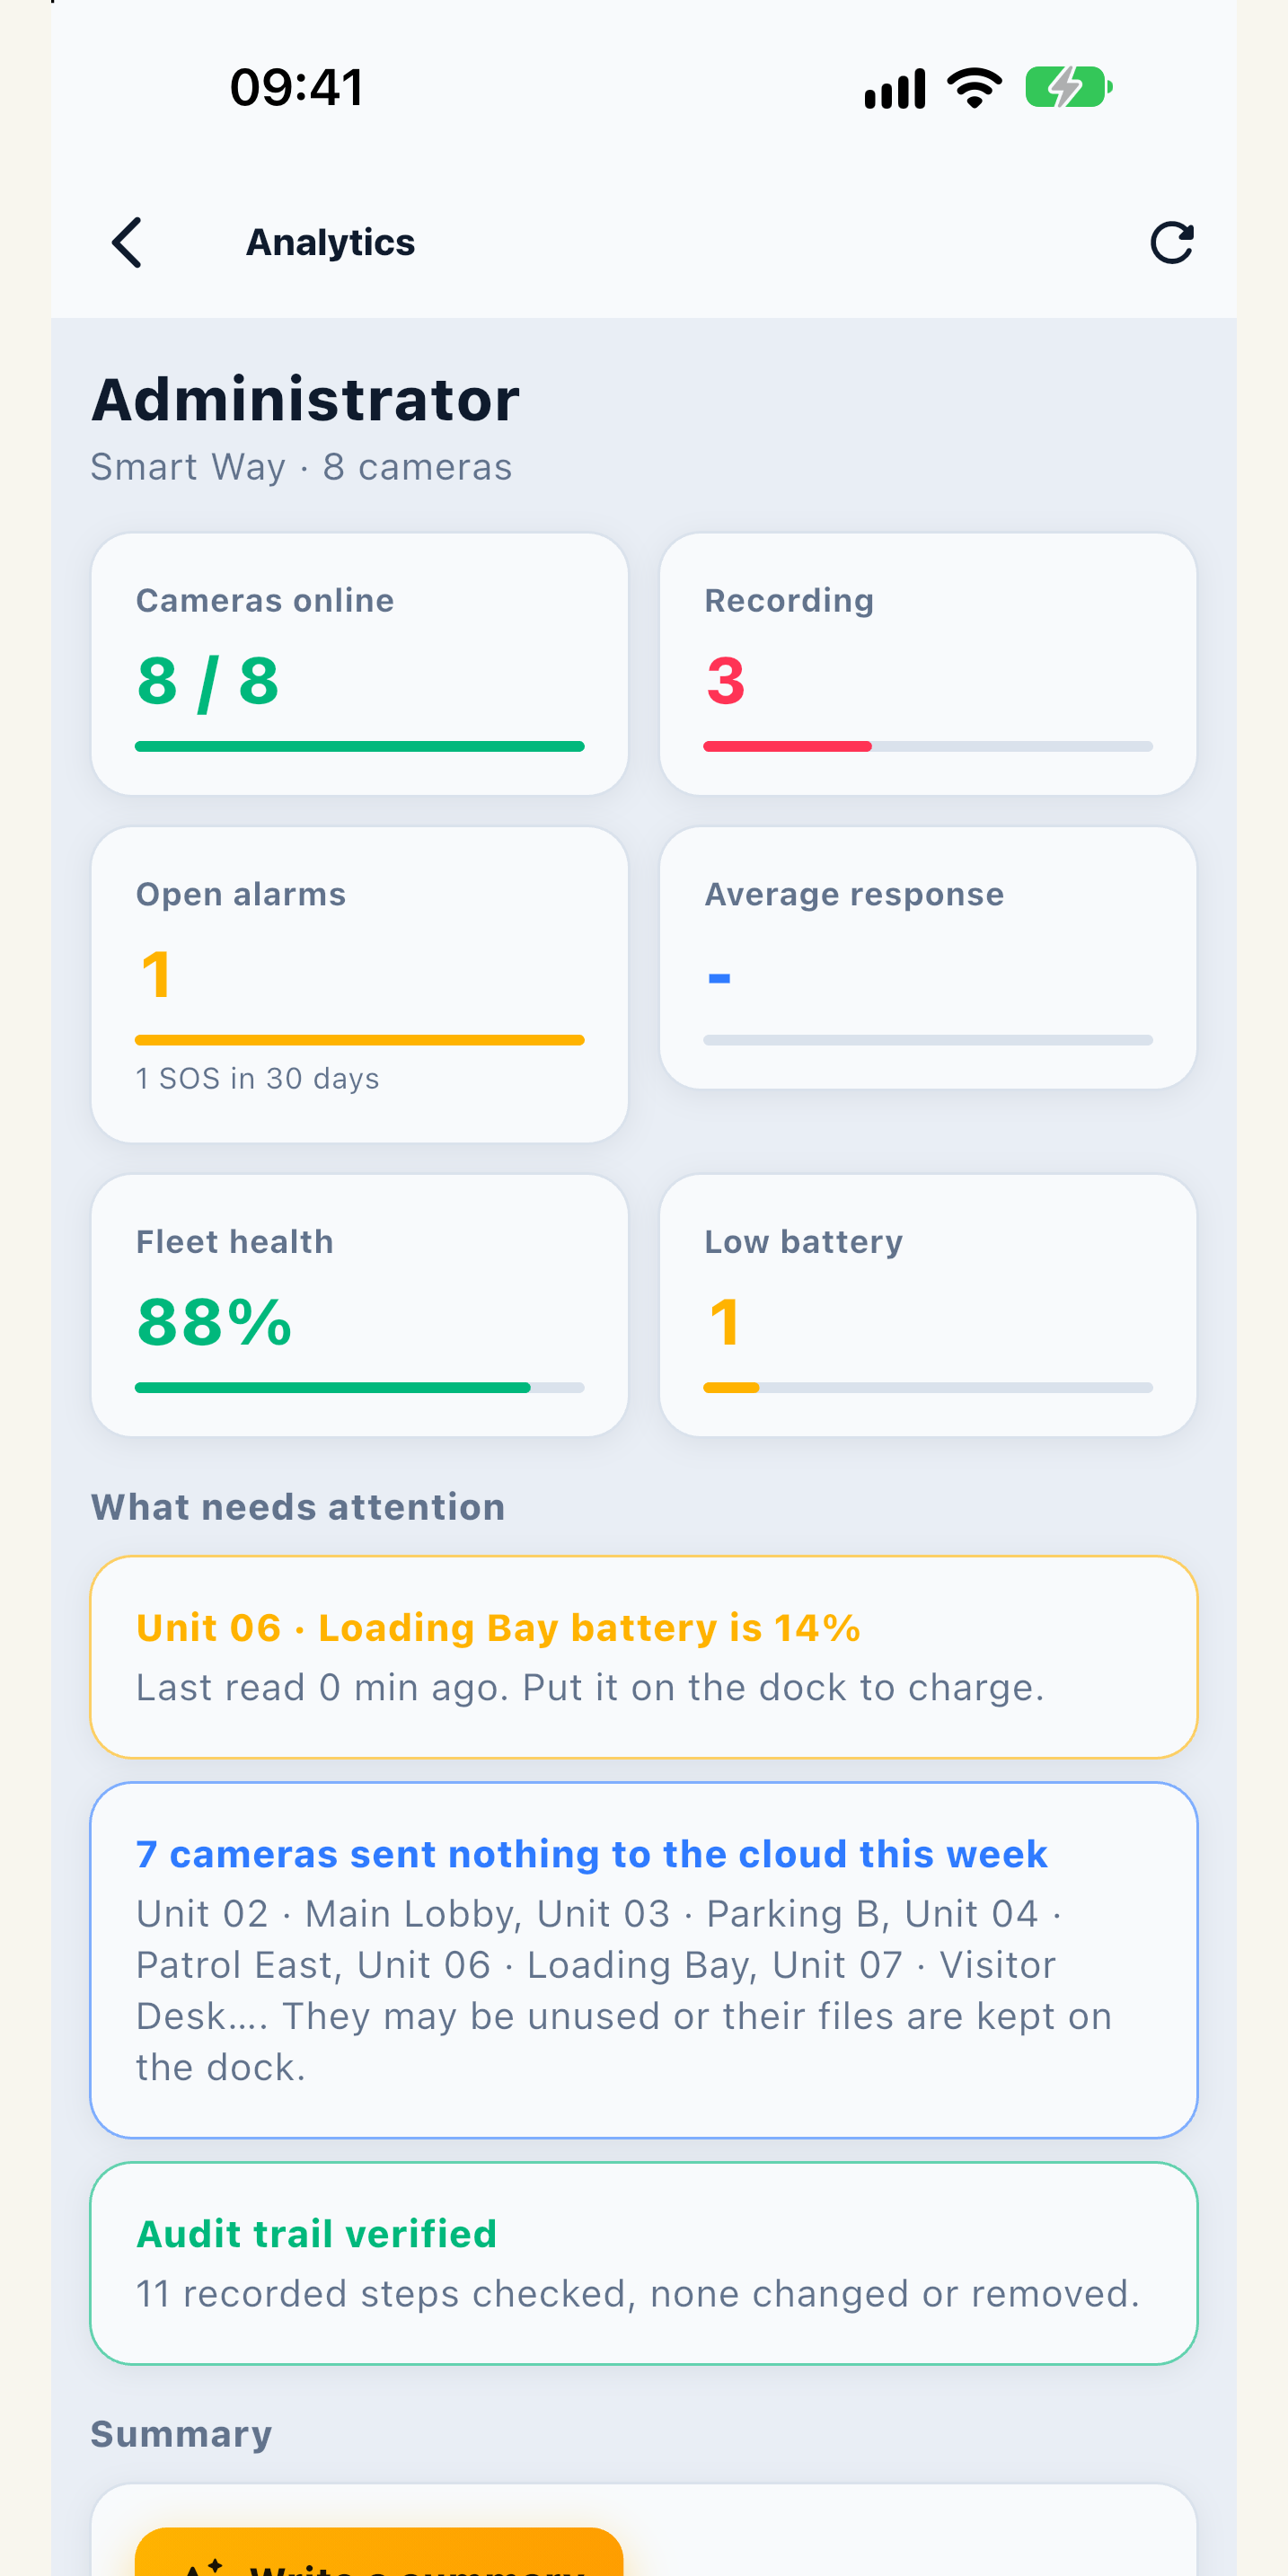 09:41
Analytics
Administrator
Smart Way · 8 cameras
Cameras online
8 / 8
Recording
3
Open alarms
1
1 SOS in 30 days
Average response
-
Fleet health
88%
Low battery
1
What needs attention
Unit 06 · Loading Bay battery is 14%
Last read 0 min ago. Put it on the dock to charge.
7 cameras sent nothing to the cloud this week
Unit 02 · Main Lobby, Unit 03 · Parking B, Unit 04 ·
Patrol East, Unit 06 · Loading Bay, Unit 07 · Visitor
Desk…. They may be unused or their files are kept on
the dock.
Audit trail verified
11 recorded steps checked, none changed or removed.
Summary
Write a summary